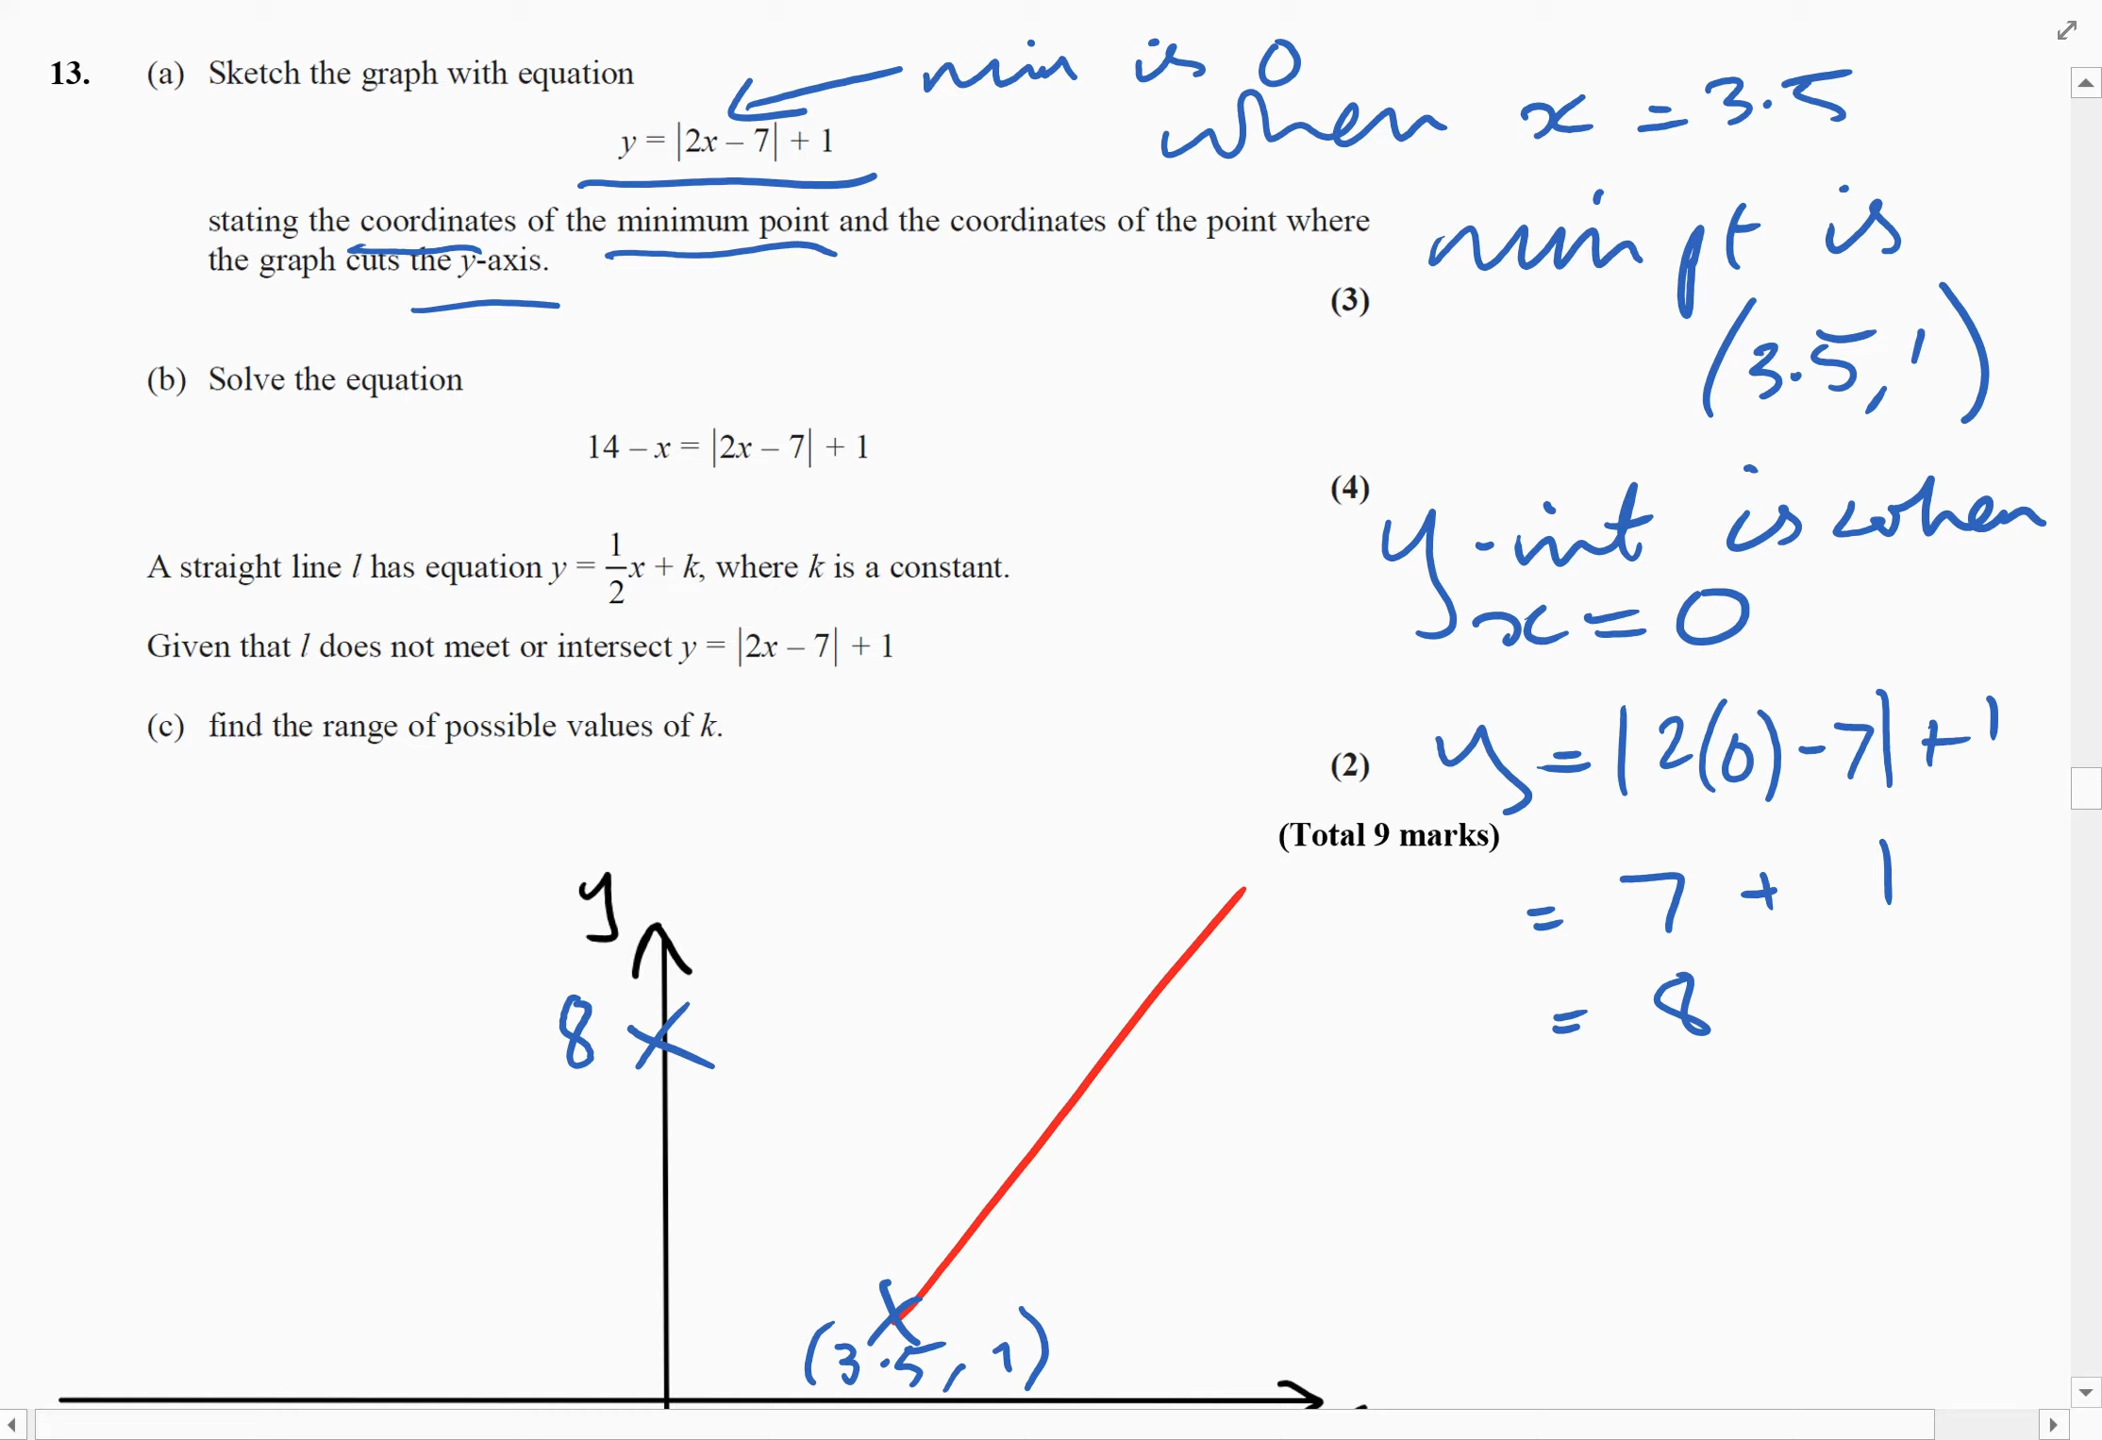 13. (a) Sketch the graph with equation
y = |2x – 7| + 1
stating the coordinates of the minimum point and the coordinates of the point where
the graph cuts the y-axis.
(3)
(b) Solve the equation
14 – x = |2x – 7| + 1
(4)
A straight line l has equation y = 1/2 x + k, where k is a constant.
Given that l does not meet or intersect y = |2x – 7| + 1
(c) find the range of possible values of k.
(2)
(Total 9 marks)
min is 0
when x = 3.5
min pt is
(3.5, 1)
y-int is when
x = 0
y = |2(0) - 7| + 1
= 7 + 1
= 8
y
8
(3.5, 1)